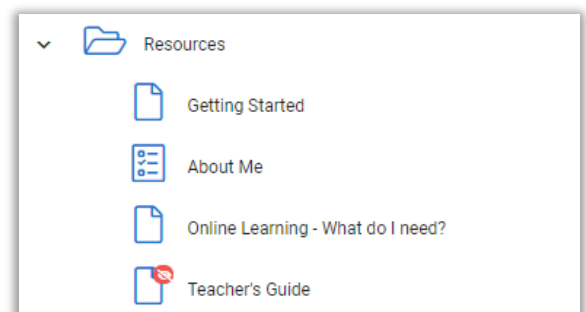 Resources
Getting Started
About Me
Online Learning - What do I need?
Teacher's Guide